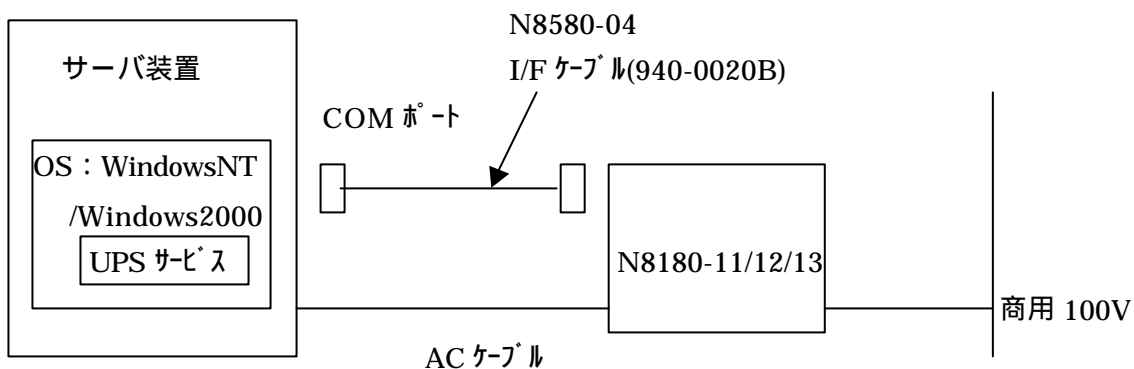 N8580-04
I/F ｹｰﾌﾞﾙ(940-0020B)
サーバ装置
COM ﾎﾟｰﾄ
OS：WindowsNT
/Windows2000
UPS ｻｰﾋﾞｽ
N8180-11/12/13
商用 100V
AC ｹｰﾌﾞﾙ